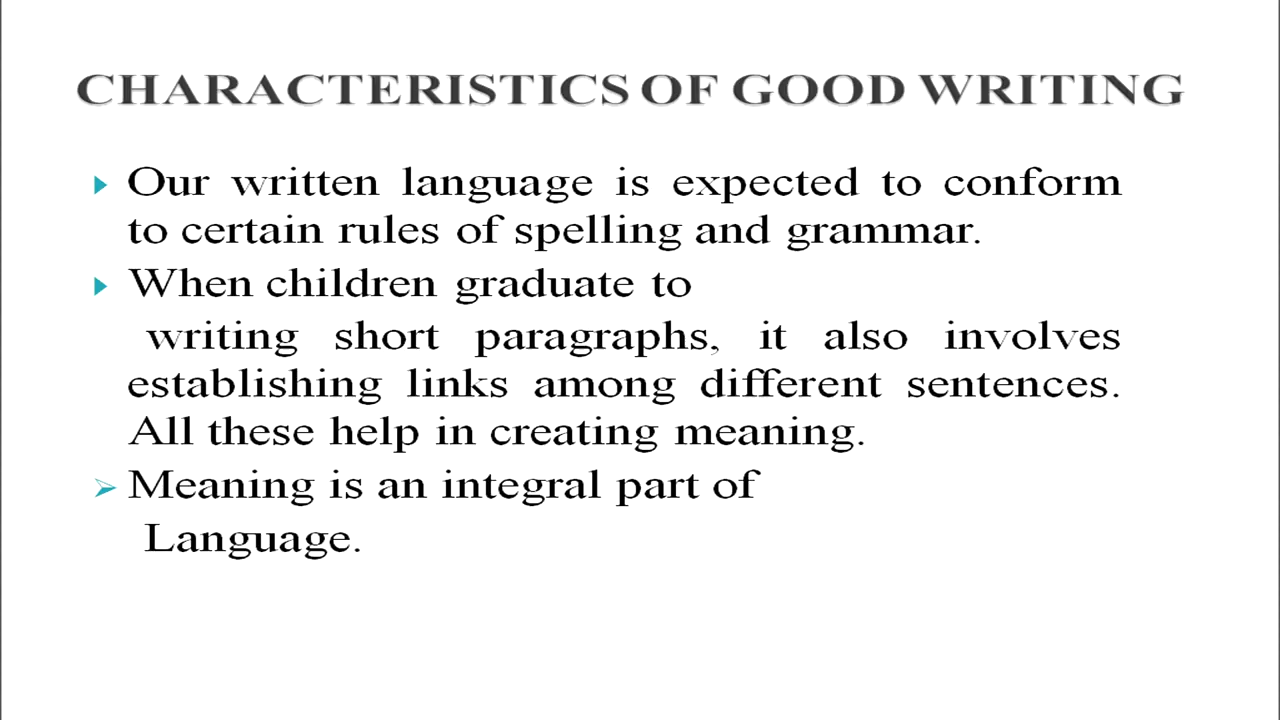 CHARACTERISTICS OF GOOD WRITING
Our written language is expected to conform
to certain rules of spelling and grammar.
When children graduate to
writing short paragraphs, it also involves
establishing links among different sentences.
All these help in creating meaning.
Meaning is an integral part of
Language.